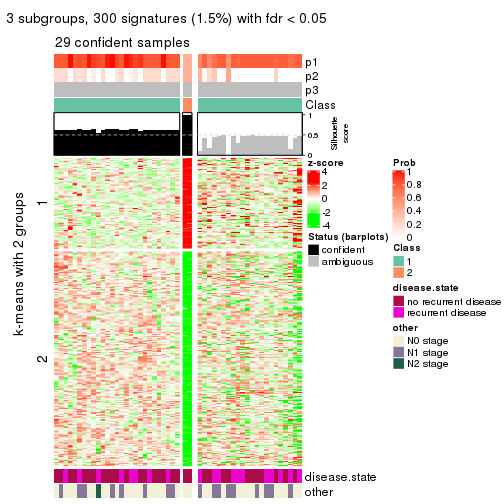 3 subgroups, 300 signatures (1.5%) with fdr < 0.05
29 confident samples
p1
p2
p3
Class
1
0.5
0
Silhouette
score
k-means with 2 groups
1
2
z-score
4
2
0
-2
-4
Status (barplots)
confident
ambiguous
Prob
1
0.8
0.6
0.4
0.2
0
Class
1
2
disease.state
no recurrent disease
recurrent disease
other
N0 stage
N1 stage
N2 stage
disease.state
other